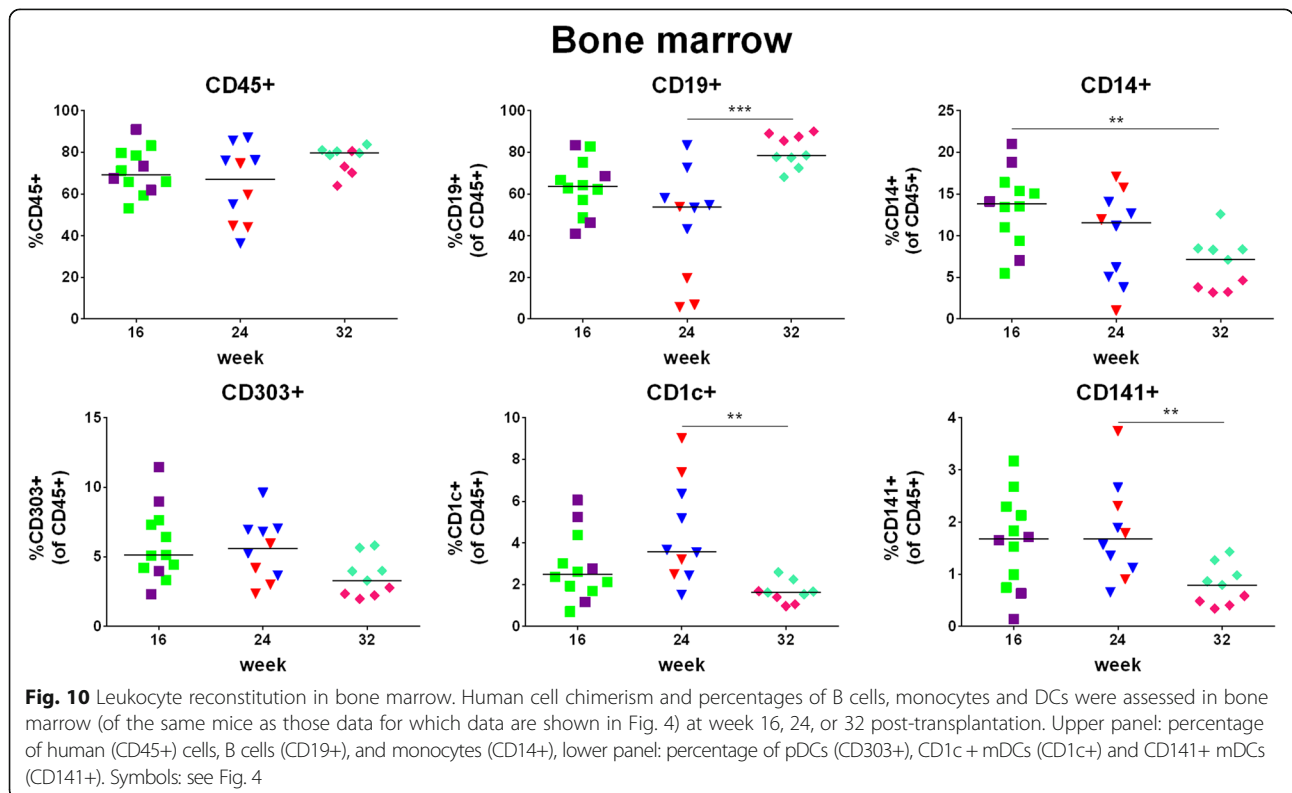 Bone marrow
CD45+
%CD45+
100
80
60
40
20
0
16
24
32
week
CD19+
%CD19+
(of CD45+)
100
80
60
40
20
0
***
16
24
32
week
CD14+
%CD14+
(of CD45+)
25
20
15
10
5
0
**
16
24
32
week
CD303+
%CD303+
(of CD45+)
15
10
5
0
16
24
32
week
CD1c+
%CD1c+
(of CD45+)
10
8
6
4
2
0
**
16
24
32
week
CD141+
%CD141+
(of CD45+)
4
3
2
1
0
**
16
24
32
week
Fig. 10 Leukocyte reconstitution in bone marrow. Human cell chimerism and percentages of B cells, monocytes and DCs were assessed in bone
marrow (of the same mice as those data for which data are shown in Fig. 4) at week 16, 24, or 32 post-transplantation. Upper panel: percentage
of human (CD45+) cells, B cells (CD19+), and monocytes (CD14+), lower panel: percentage of pDCs (CD303+), CD1c + mDCs (CD1c+) and CD141+ mDCs
(CD141+). Symbols: see Fig. 4